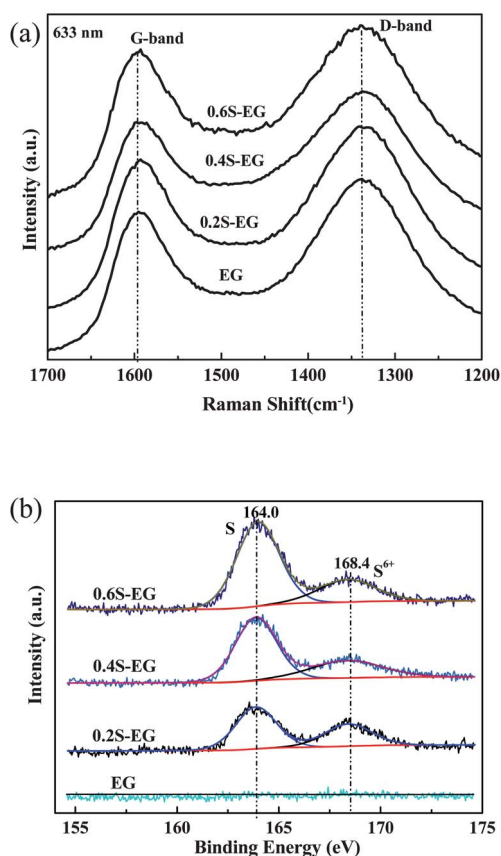 (a)
633 nm
G-band
D-band
0.6S-EG
0.4S-EG
0.2S-EG
EG
Intensity (a.u.)
1700 1600 1500 1400 1300 1200
Raman Shift(cm⁻¹)
(b)
164.0
S
168.4
S⁶⁺
0.6S-EG
0.4S-EG
0.2S-EG
EG
Intensity (a.u.)
155 160 165 170 175
Binding Energy (eV)